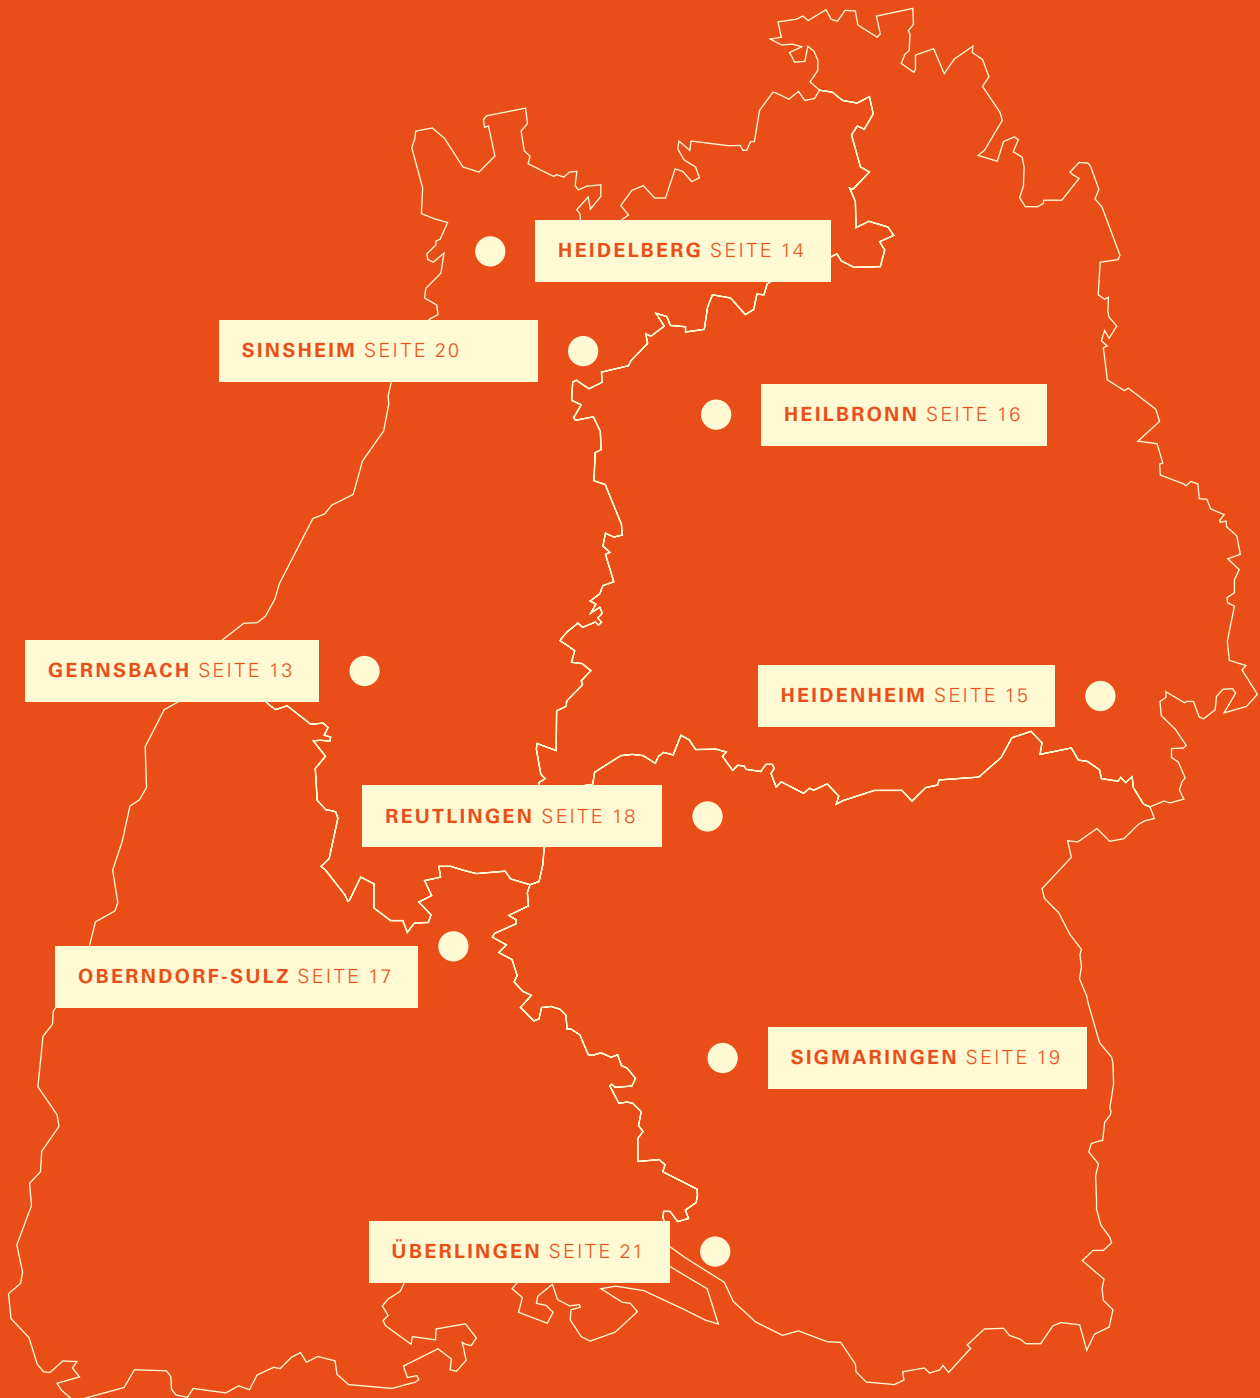 HEIDELBERG SEITE 14
SINSHEIM SEITE 20
HEILBRONN SEITE 16
GERNSBACH SEITE 13
HEIDENHEIM SEITE 15
REUTLINGEN SEITE 18
OBERNDORF-SULZ SEITE 17
SIGMARINGEN SEITE 19
ÜBERLINGEN SEITE 21